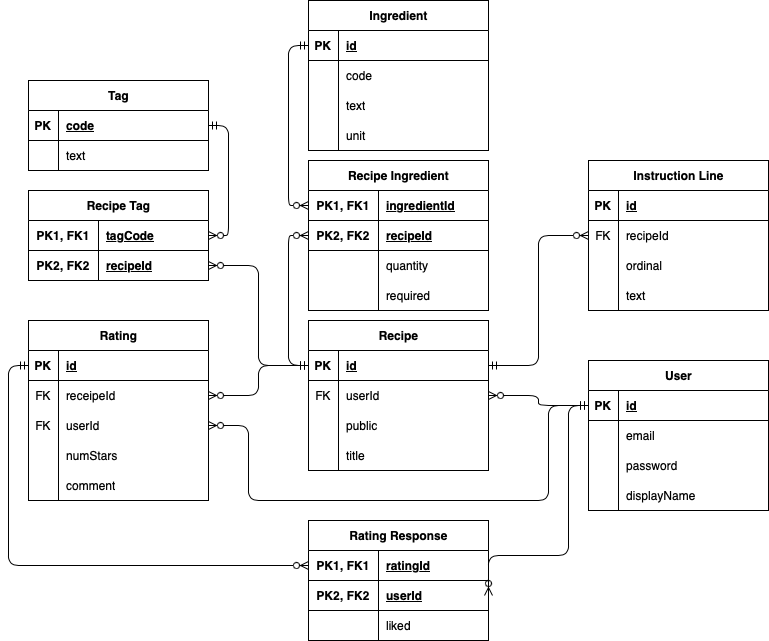 Ingredient
PK id
code
text
unit
Tag
PK code
text
Recipe Tag
PK1, FK1 tagCode
PK2, FK2 recipeId
Recipe Ingredient
PK1, FK1 ingredientId
PK2, FK2 recipeId
quantity
required
Instruction Line
PK id
FK recipeId
ordinal
text
Rating
PK id
FK receipeId
FK userId
numStars
comment
Recipe
PK id
FK userId
public
title
User
PK id
email
password
displayName
Rating Response
PK1, FK1 ratingId
PK2, FK2 userId
liked